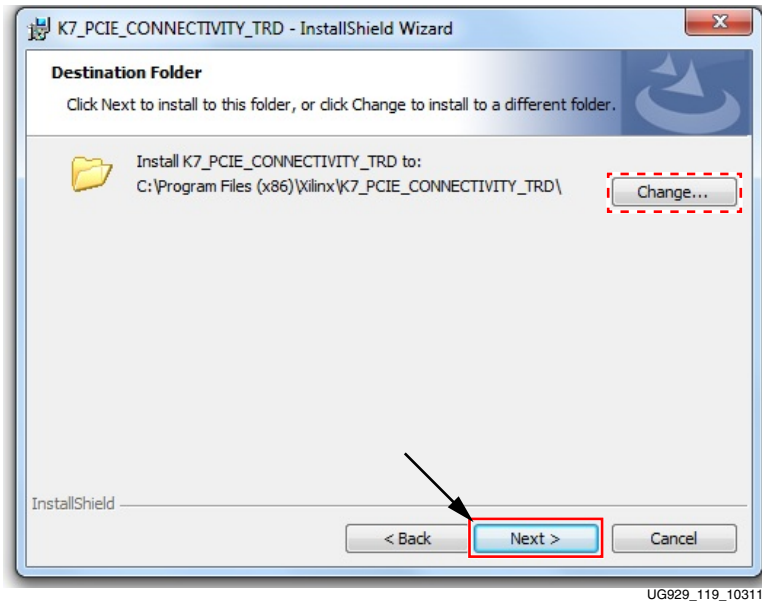 K7_PCIE_CONNECTIVITY_TRD - InstallShield Wizard
X
Destination Folder
Click Next to install to this folder, or click Change to install to a different folder.
Install K7_PCIE_CONNECTIVITY_TRD to:
C:\Program Files (x86)\Xilinx\K7_PCIE_CONNECTIVITY_TRD\
Change...
InstallShield
< Back
Next >
Cancel
UG929_119_10311